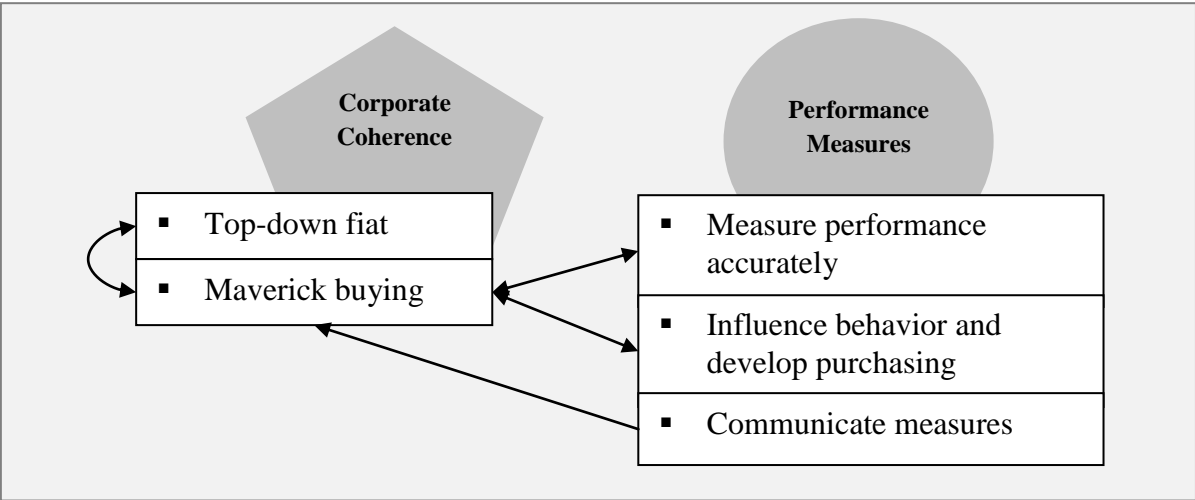 Corporate
Coherence
▪ Top-down fiat
▪ Maverick buying
Performance
Measures
▪ Measure performance
accurately
▪ Influence behavior and
develop purchasing
▪ Communicate measures